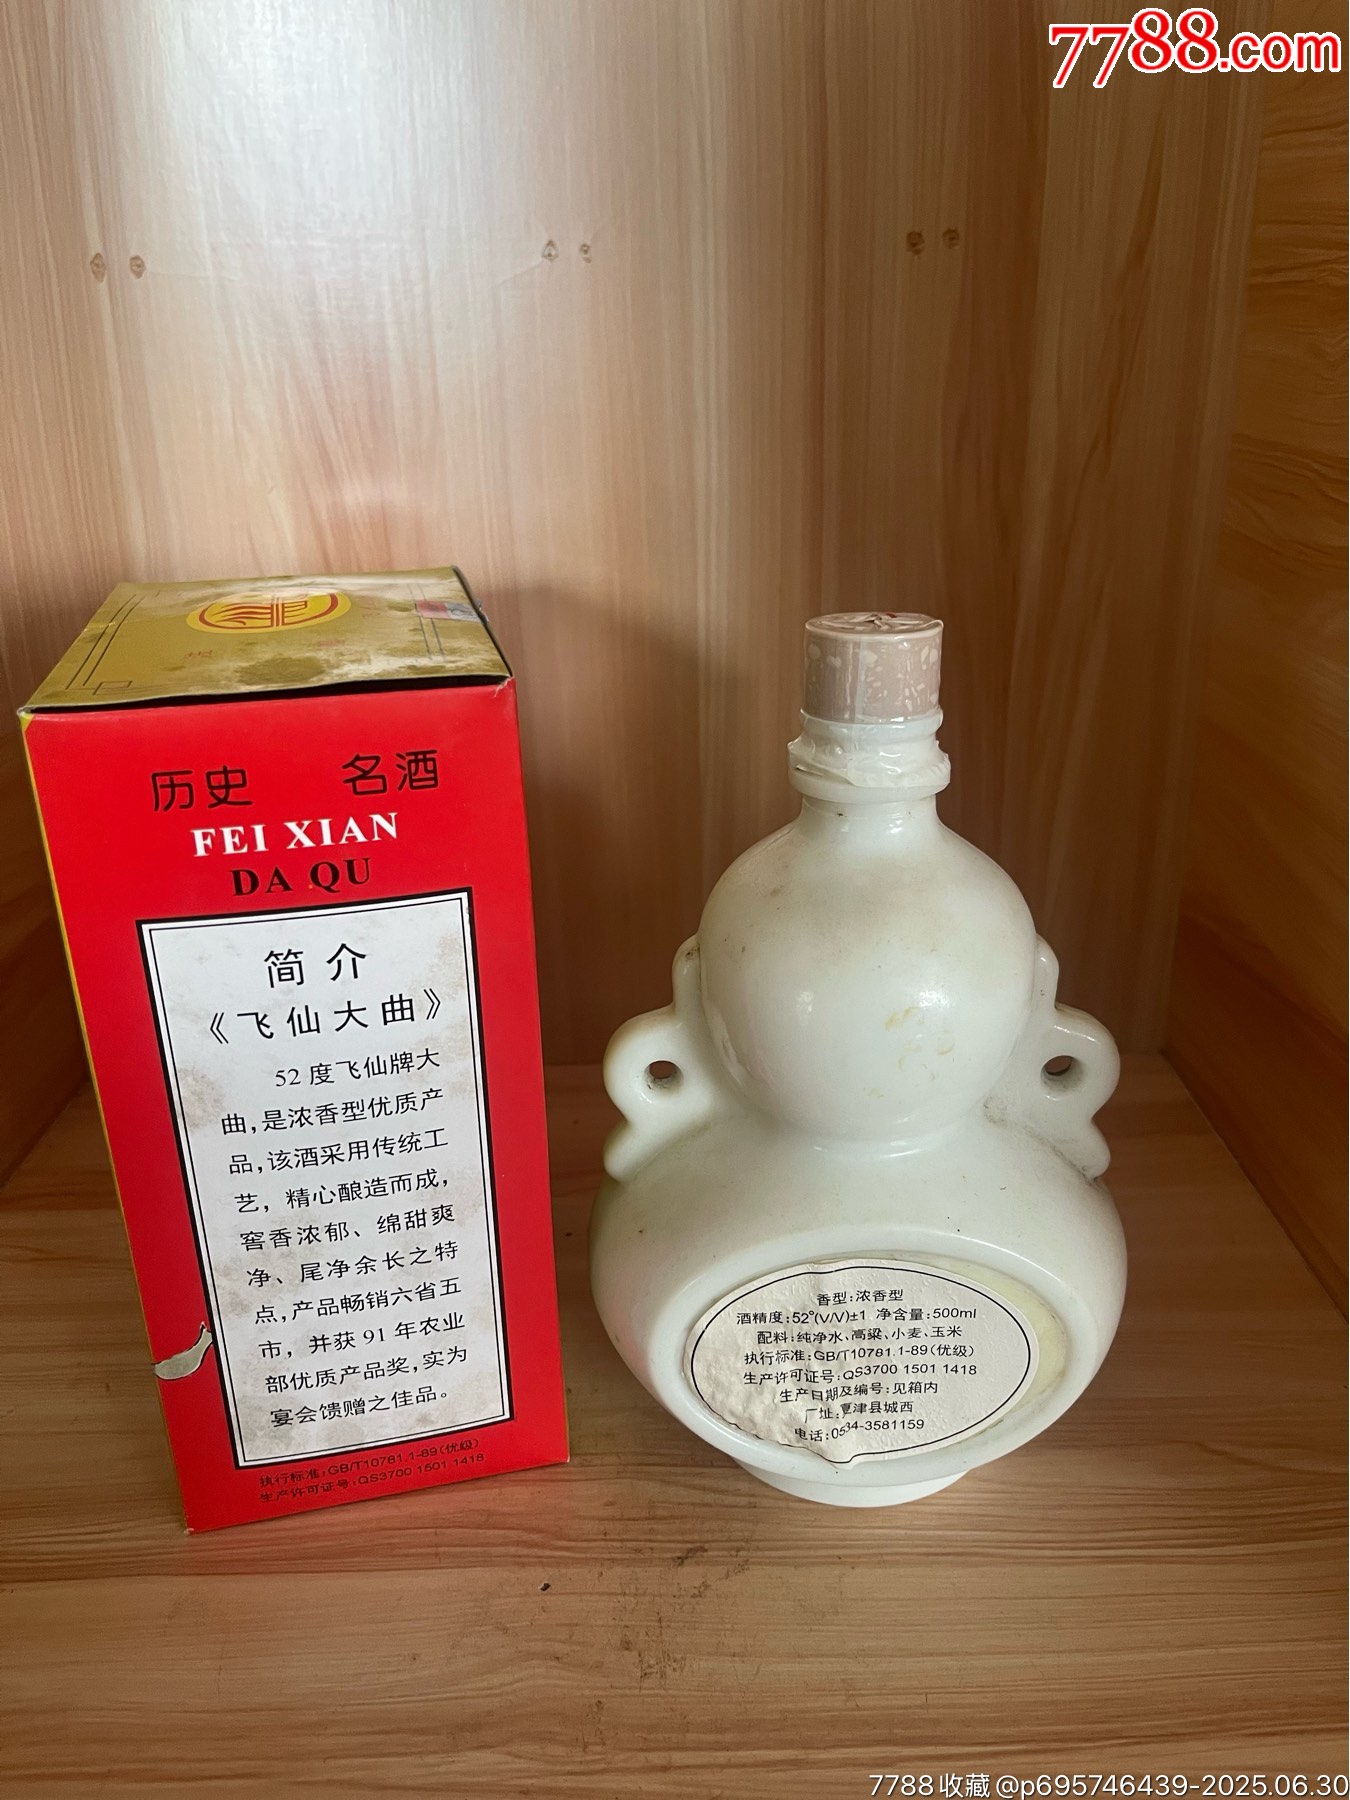 7788.com
历史 名酒
FEI XIAN
DA QU
简介
《飞仙大曲》
52度飞仙牌大
曲,是浓香型优质产
品,该酒采用传统工
艺,精心酿造而成,
窖香浓郁、绵甜爽
净、尾净余长之特
点,产品畅销六省五
市,并获91年农业
部优质产品奖,实为
宴会馈赠之佳品。
执行标准:GB/T10781.1-89(优级)
生产许可证号:QS3700 1501 1418
香型:浓香型
酒精度:52°(V/V)±1 净含量:500ml
配料:纯净水、高粱、小麦、玉米
执行标准:GB/T10781.1-89(优级)
生产许可证号:QS3700 1501 1418
生产日期及编号:见箱内
厂址:夏津县城西
电话:0534-3581159
7788收藏@p695746439-2025.06.30